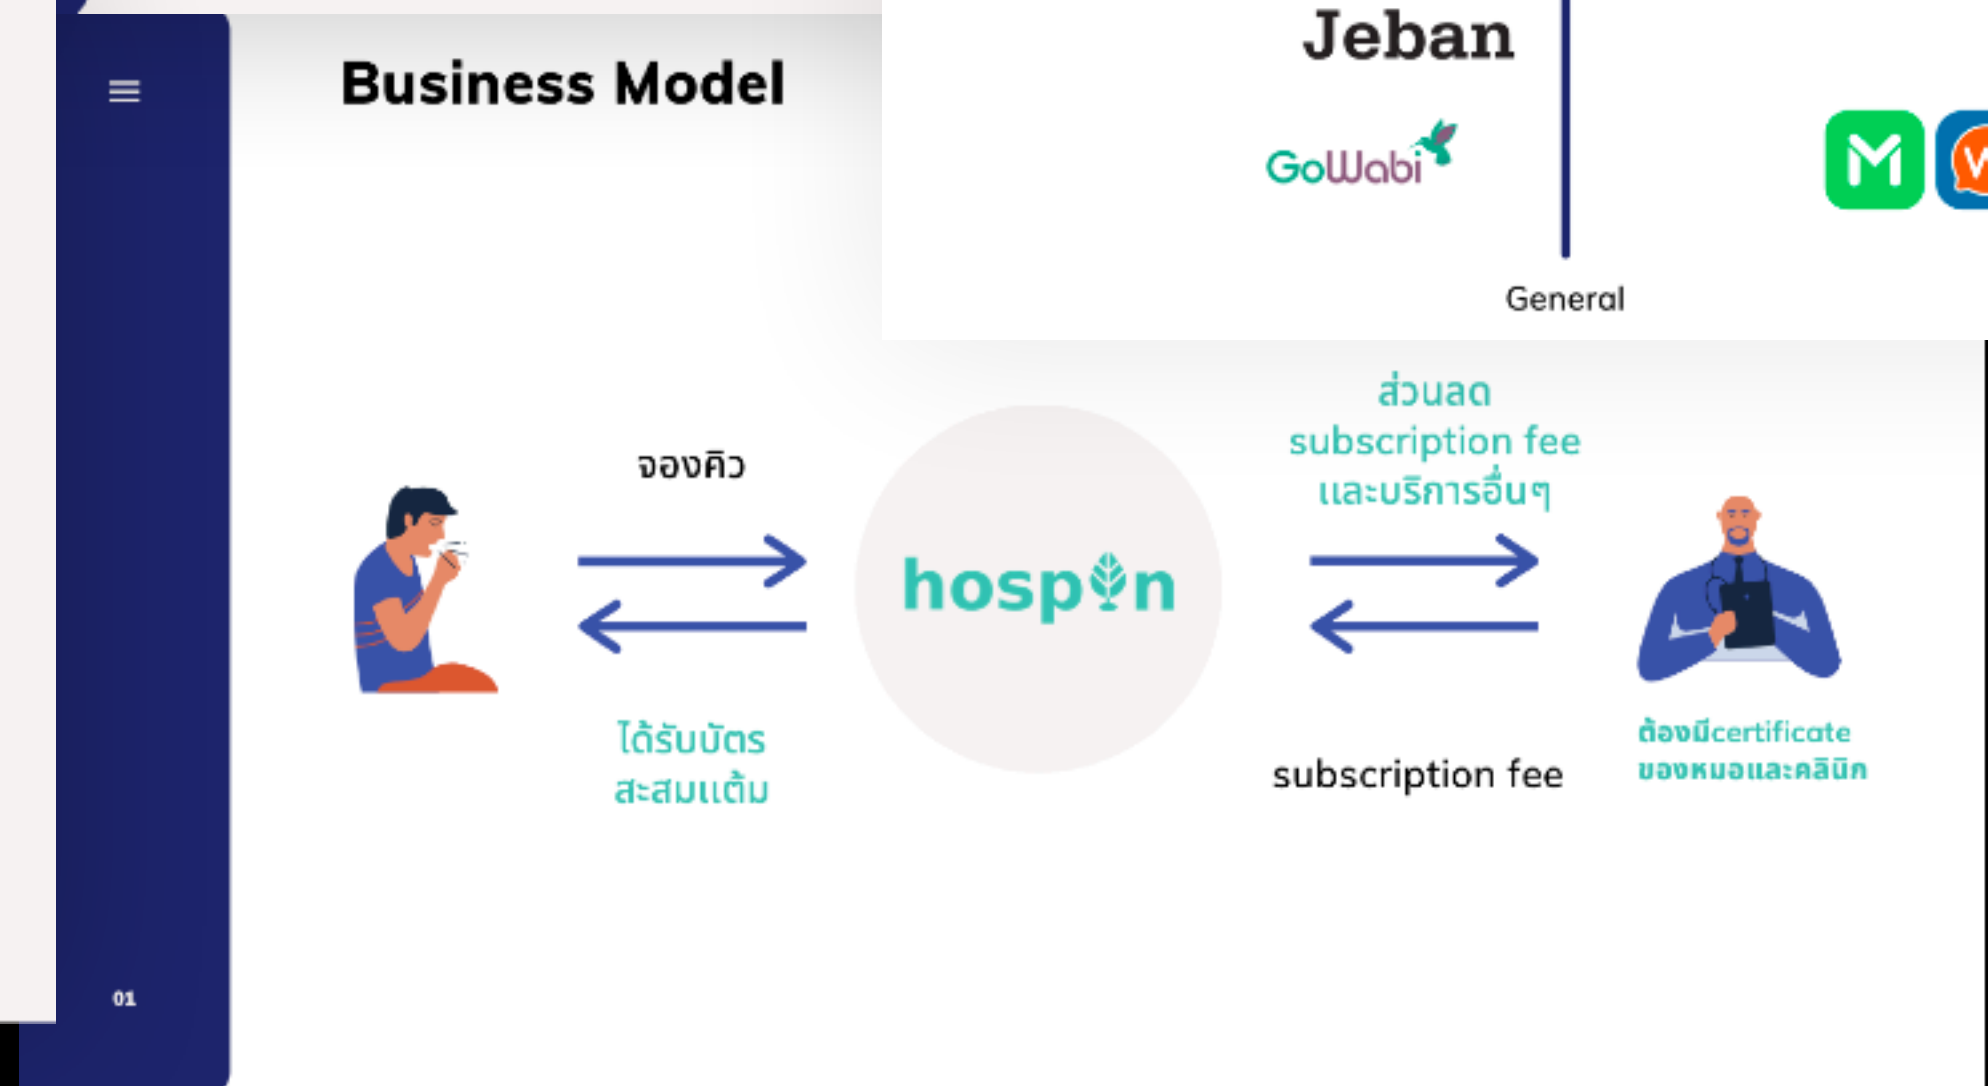 Business Model
Jeban
GoWabi
M
General
จองคิว
ได้รับบัตร
สะสมแต้ม
hospin
ส่วนลด
subscription fee
และบริการอื่นๆ
subscription fee
ต้องมีcertificate
ของหมอและคลินิก
01